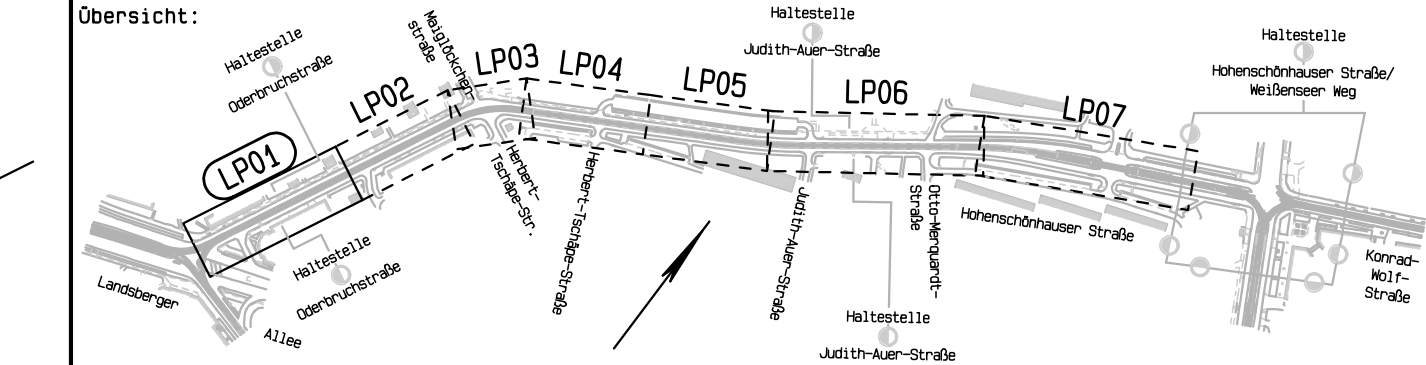 Übersicht:
Haltestelle
Oderbruchstraße
Maiglöckchen-
straße
LP01
LP02
LP03
LP04
LP05
LP06
LP07
Haltestelle
Judith-Auer-Straße
Haltestelle
Hohenschönhauser Straße/
Weißenseer Weg
Herbert-
Tschäpe-Str.
Herbert-Tschäpe-Straße
Judith-Auer-Straße
Otto-Merquardt-
Straße
Hohenschönhauser Straße
Konrad-
Wolf-
Straße
Landsberger
Allee
Haltestelle
Oderbruchstraße
Haltestelle
Judith-Auer-Straße